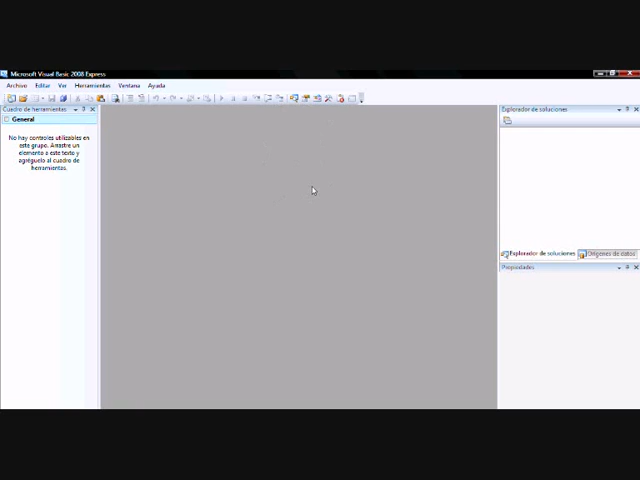 Microsoft Visual Basic 2008 Express
Archivo Editar Ver Herramientas Ventana Ayuda
Cuadro de herramientas
General
No hay controles utilizables en
este grupo. Arrastre un
elemento a este texto y
agréguelo al cuadro de
herramientas.
Explorador de soluciones
Explorador de soluciones Orígenes de datos
Propiedades